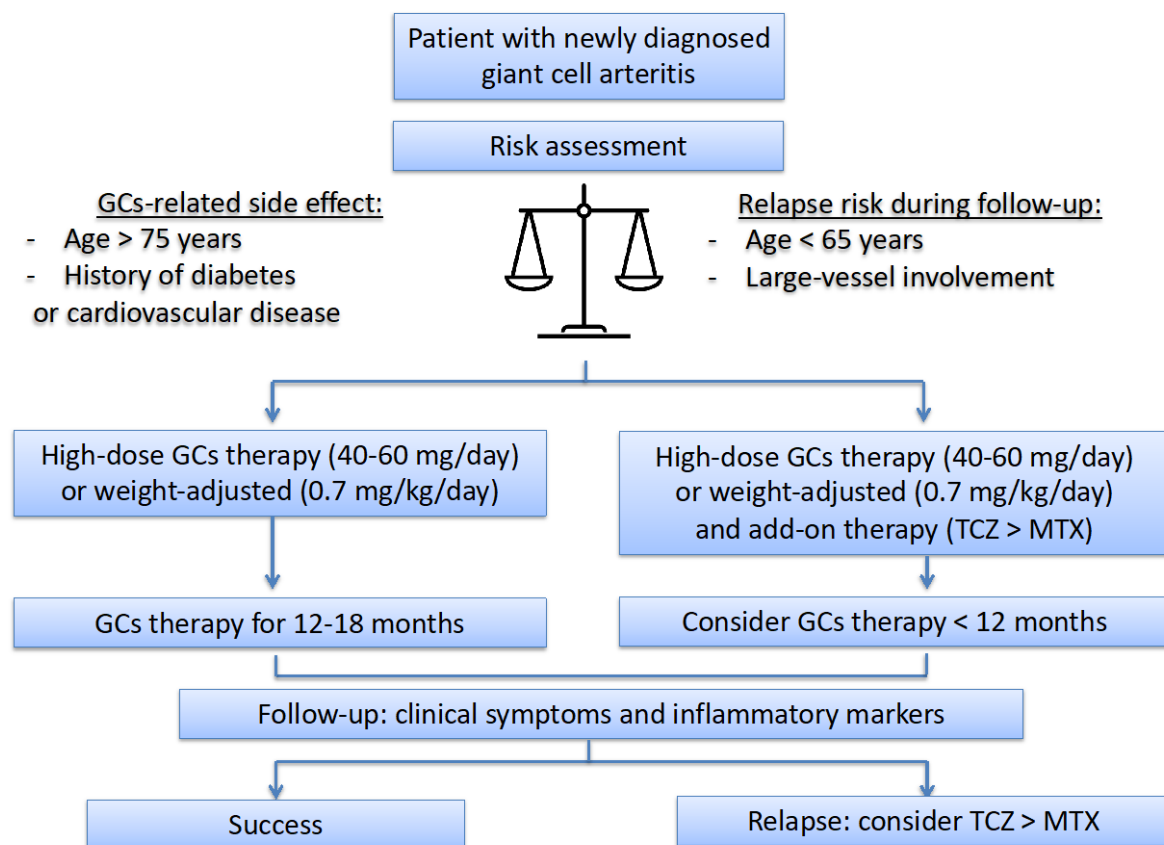 Patient with newly diagnosed
giant cell arteritis
Risk assessment
GCs-related side effect:
- Age > 75 years
- History of diabetes
or cardiovascular disease
Relapse risk during follow-up:
- Age < 65 years
- Large-vessel involvement
High-dose GCs therapy (40-60 mg/day)
or weight-adjusted (0.7 mg/kg/day)
High-dose GCs therapy (40-60 mg/day)
or weight-adjusted (0.7 mg/kg/day)
and add-on therapy (TCZ > MTX)
GCs therapy for 12-18 months
Consider GCs therapy < 12 months
Follow-up: clinical symptoms and inflammatory markers
Success
Relapse: consider TCZ > MTX